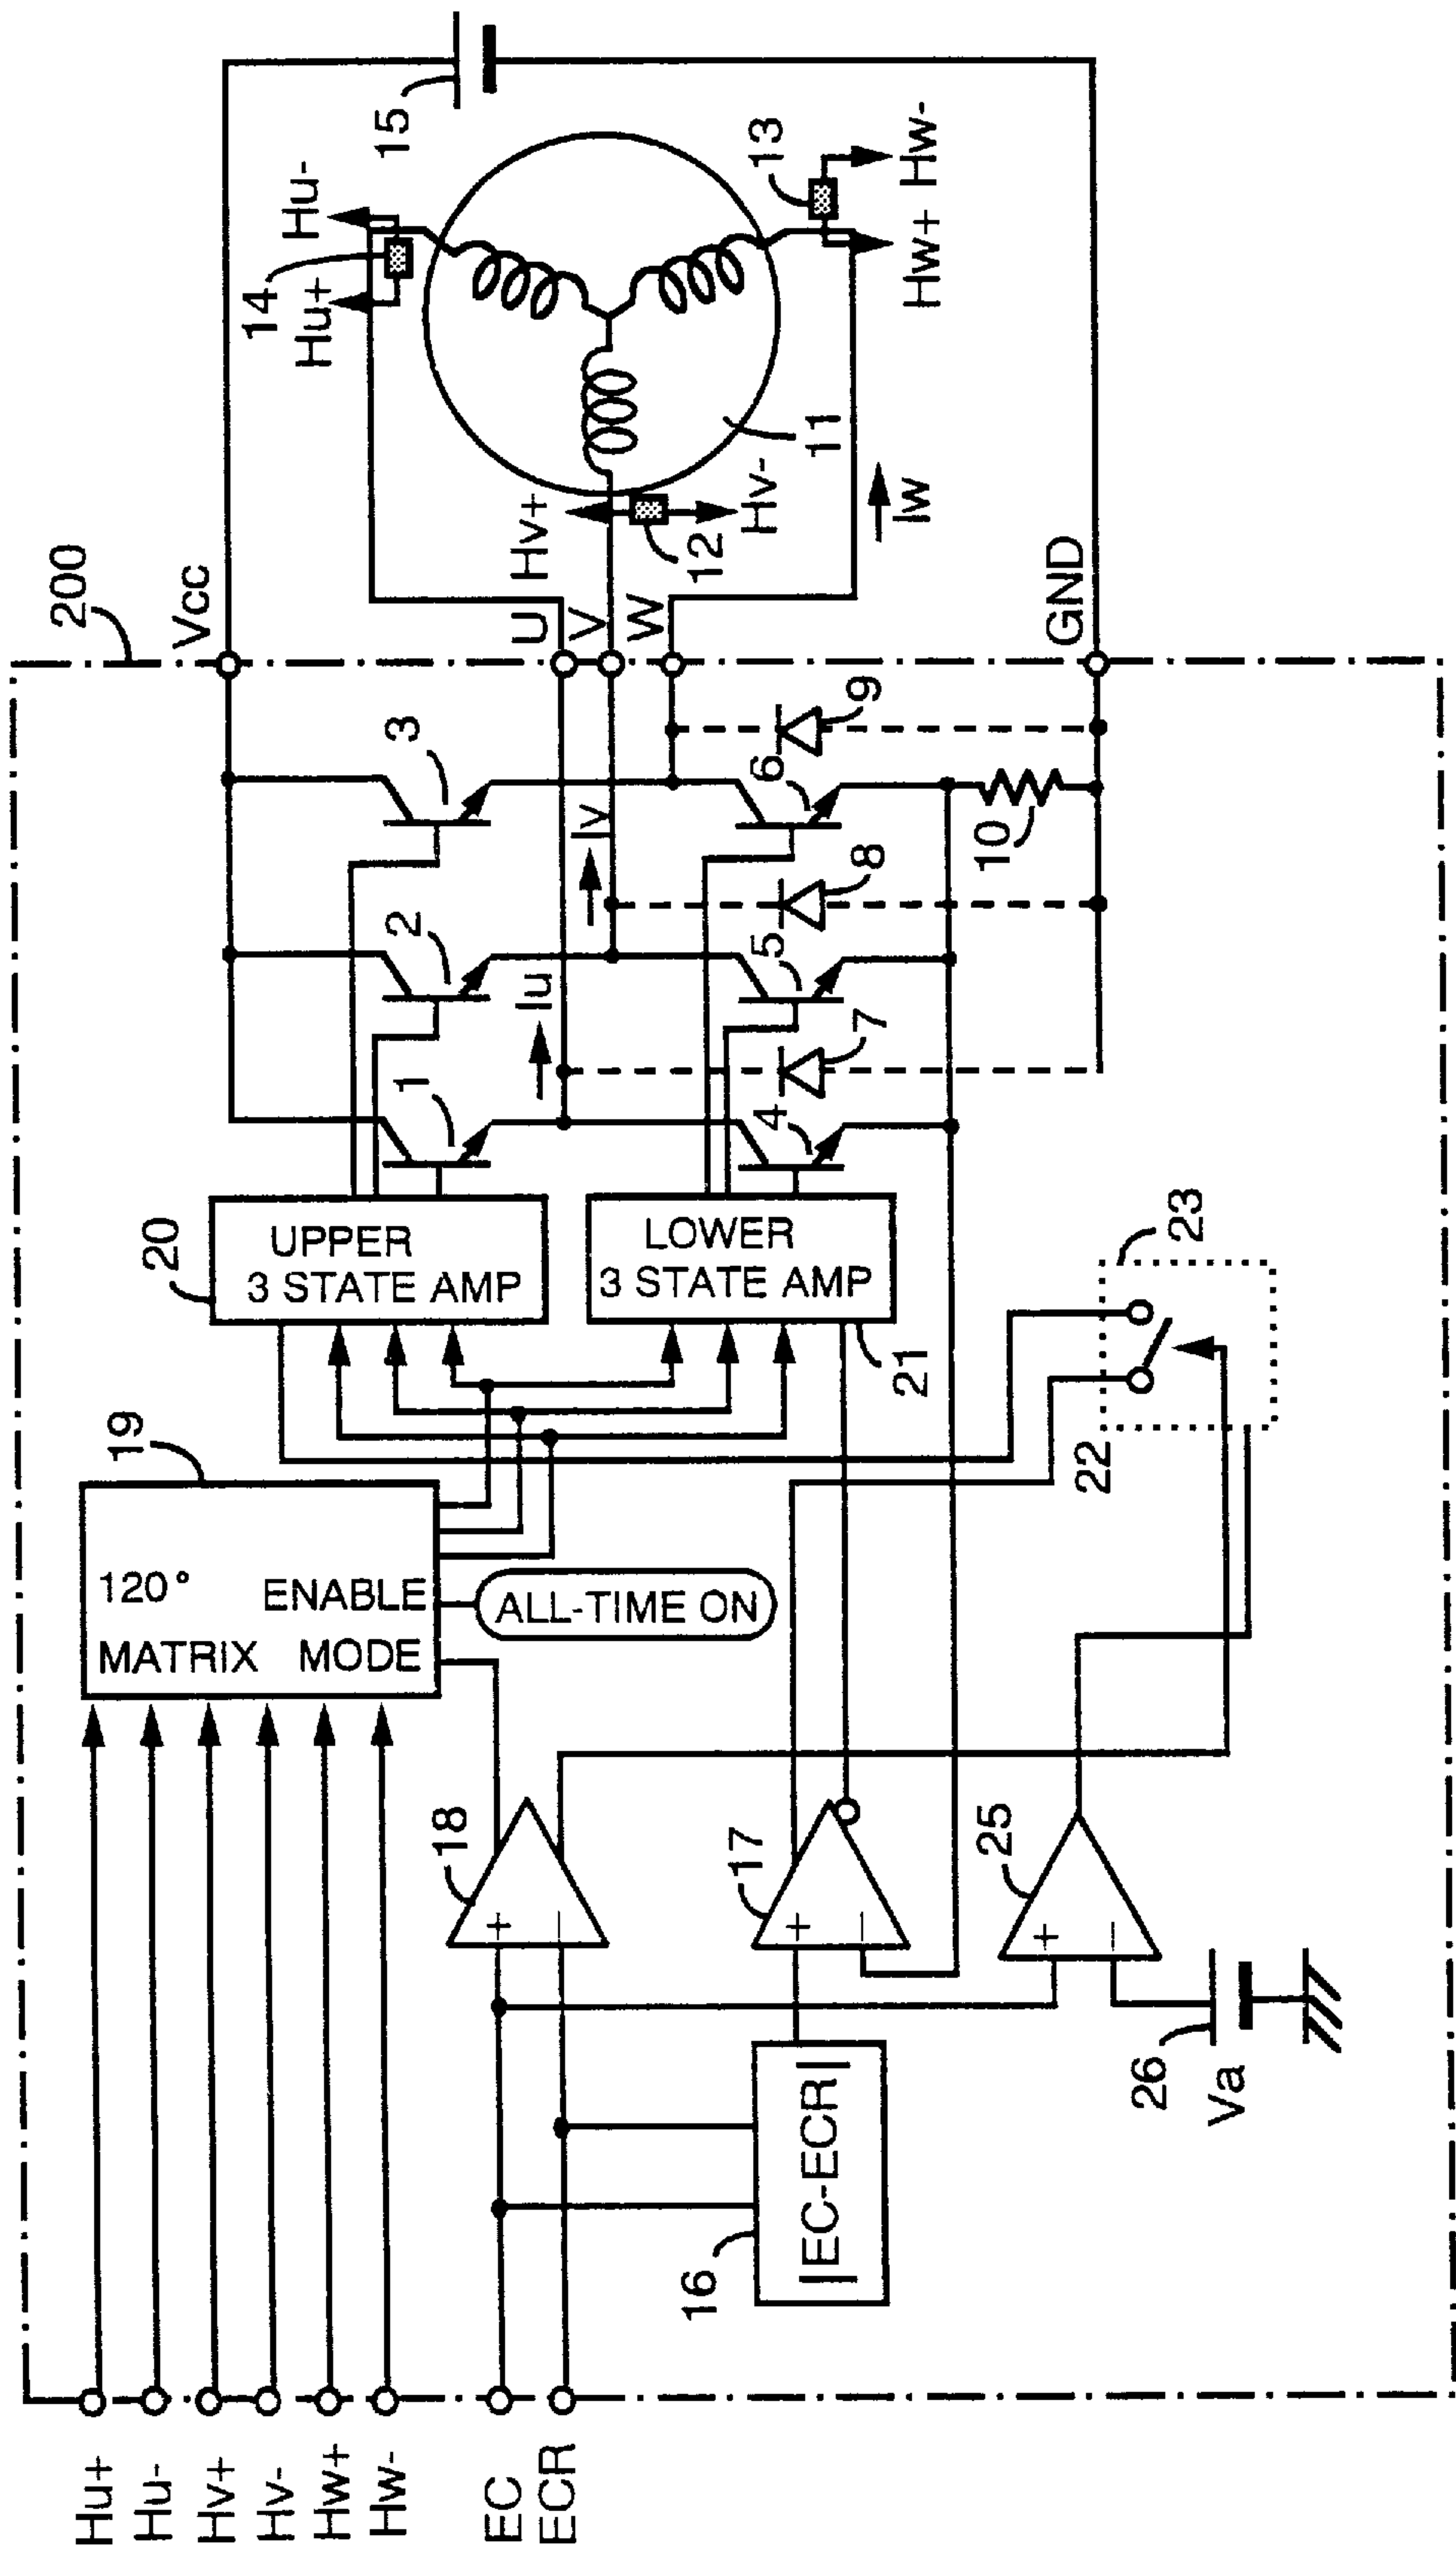 200
Vcc
15
Hu-
14
Hu+
13
Hw-
Hw+
11
Hv+
12
Hv-
Iw
U
V
W
GND
3
2
1
Iv
Iu
6
5
4
9
8
7
10
20
UPPER
3 STATE AMP
LOWER
3 STATE AMP
21
23
22
19
120°
MATRIX
ENABLE
MODE
ALL-TIME ON
18
+
−
17
+
−
25
+
−
26
Va
16
|EC-ECR|
Hu+
Hu-
Hv+
Hv-
Hw+
Hw-
EC
ECR